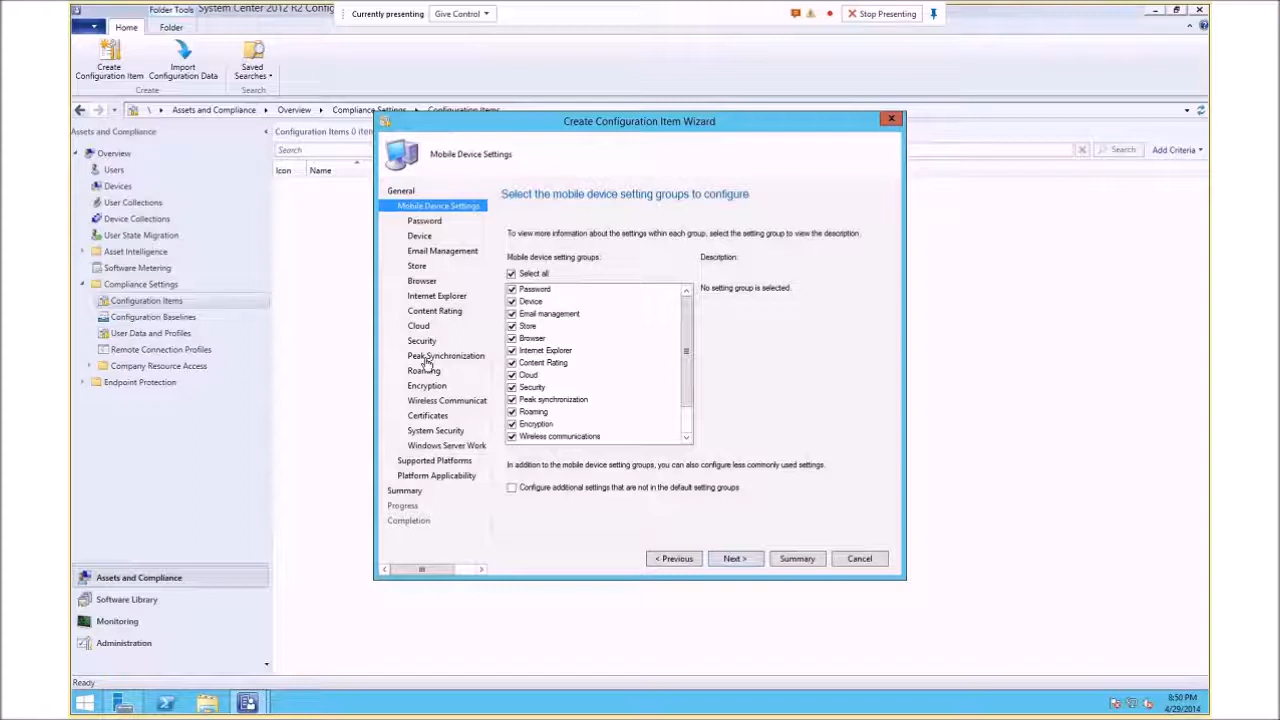 Folder Tools System Center 2012 R2 Config
Currently presenting Give Control Stop Presenting
Home Folder
Create Configuration Item
Import Configuration Data
Saved Searches
Create Search
\ Assets and Compliance Overview Compliance Settings Configuration Items
Assets and Compliance
Overview
Users
Devices
User Collections
Device Collections
User State Migration
Asset Intelligence
Software Metering
Compliance Settings
Configuration Items
Configuration Baselines
User Data and Profiles
Remote Connection Profiles
Company Resource Access
Endpoint Protection
Assets and Compliance
Software Library
Monitoring
Administration
Configuration Items 0 item
Search
Search Add Criteria
Icon Name
Create Configuration Item Wizard
Mobile Device Settings
General
Mobile Device Settings
Password
Device
Email Management
Store
Browser
Internet Explorer
Content Rating
Cloud
Security
Peak Synchronization
Roaming
Encryption
Wireless Communicat
Certificates
System Security
Windows Server Work
Supported Platforms
Platform Applicability
Summary
Progress
Completion
Select the mobile device setting groups to configure
To view more information about the settings within each group, select the setting group to view the description.
Mobile device setting groups:
Description:
Select all
No setting group is selected.
Password
Device
Email management
Store
Browser
Internet Explorer
Content Rating
Cloud
Security
Peak synchronization
Roaming
Encryption
Wireless communications
In addition to the mobile device setting groups, you can also configure less commonly used settings.
Configure additional settings that are not in the default setting groups
< Previous Next > Summary Cancel
Ready
8:50 PM
4/29/2014